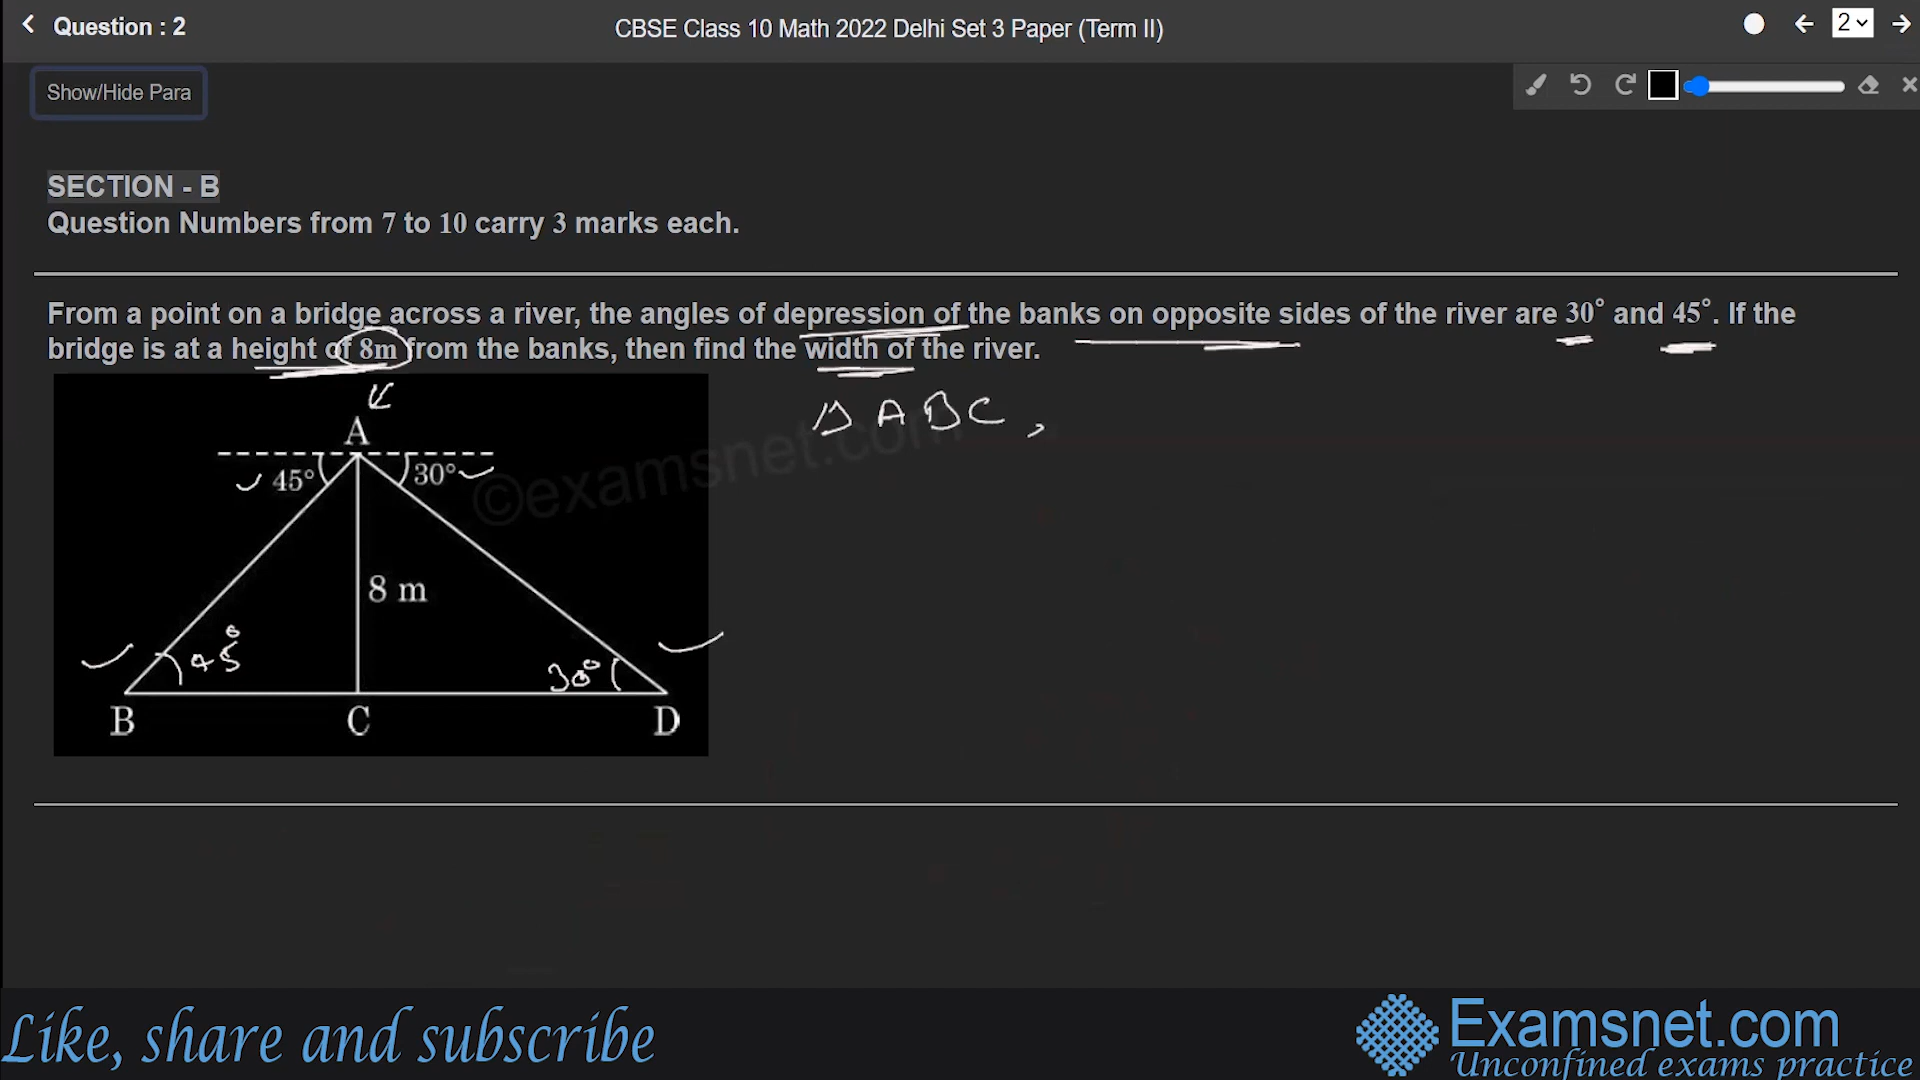 Question : 2
CBSE Class 10 Math 2022 Delhi Set 3 Paper (Term II)
2
Show/Hide Para
SECTION - B
Question Numbers from 7 to 10 carry 3 marks each.
From a point on a bridge across a river, the angles of depression of the banks on opposite sides of the river are 30° and 45°. If the
bridge is at a height of 8m from the banks, then find the width of the river.
Δ ABC,
A
45°
30°
©examsnet.com
8 m
45°
30°
B
C
D
Like, share and subscribe
Examsnet.com
Unconfined exams practice